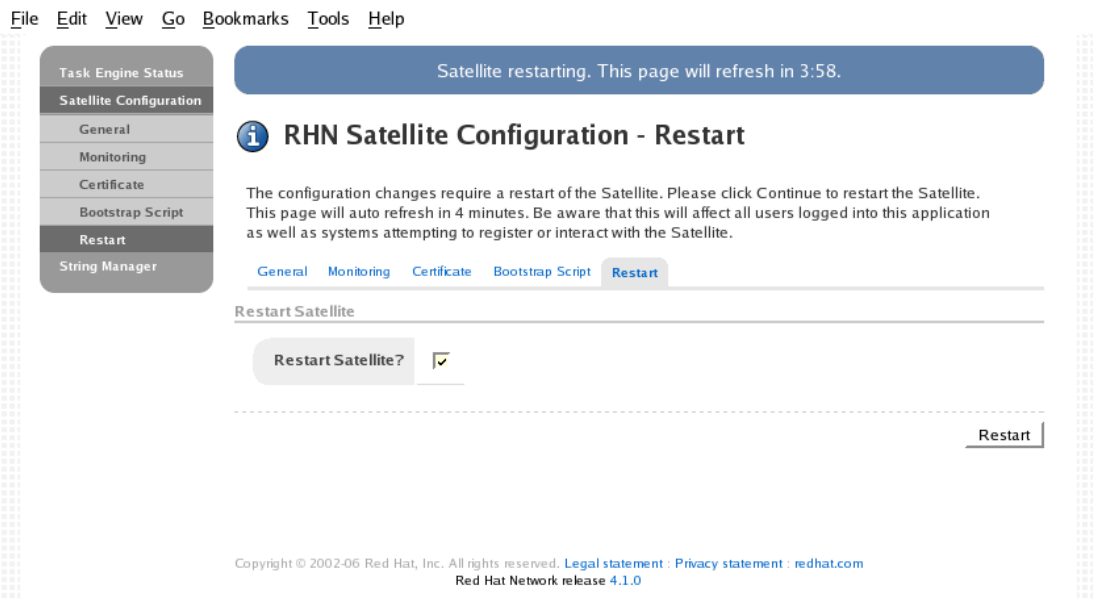 File Edit View Go Bookmarks Tools Help
Task Engine Status
Satellite Configuration
General
Monitoring
Certificate
Bootstrap Script
Restart
String Manager
Satellite restarting. This page will refresh in 3:58.
RHN Satellite Configuration - Restart
The configuration changes require a restart of the Satellite. Please click Continue to restart the Satellite.
This page will auto refresh in 4 minutes. Be aware that this will affect all users logged into this application
as well as systems attempting to register or interact with the Satellite.
General Monitoring Certificate Bootstrap Script Restart
Restart Satellite
Restart Satellite?
Restart
Copyright © 2002-06 Red Hat, Inc. All rights reserved. Legal statement : Privacy statement : redhat.com
Red Hat Network release 4.1.0